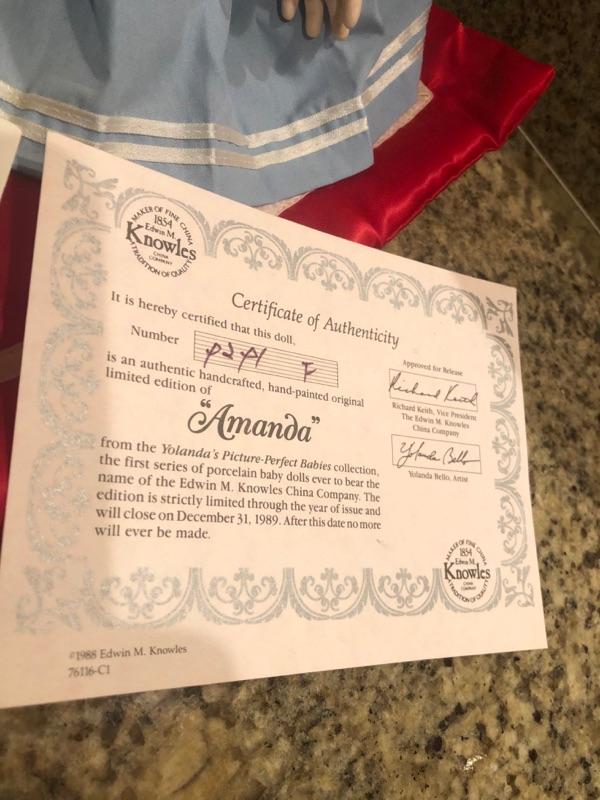 MAKER OF FINE CHINA
1854
Edwin M.
Knowles
CHINA
COMPANY
TRADITION OF QUALITY
Certificate of Authenticity
It is hereby certified that this doll,
Number
is an authentic handcrafted, hand-painted original
limited edition of
“Amanda”
from the Yolanda's Picture-Perfect Babies collection,
the first series of porcelain baby dolls ever to bear the
name of the Edwin M. Knowles China Company. The
edition is strictly limited through the year of issue and
will close on December 31, 1989. After this date no more
will ever be made.
Approved for Release
Richard Keith
Richard Keith, Vice President
The Edwin M. Knowles
China Company
Yolanda Bello
Yolanda Bello, Artist
MAKER OF FINE CHINA
1854
Edwin M.
Knowles
CHINA
COMPANY
TRADITION OF QUALITY
©1988 Edwin M. Knowles
76116-C1